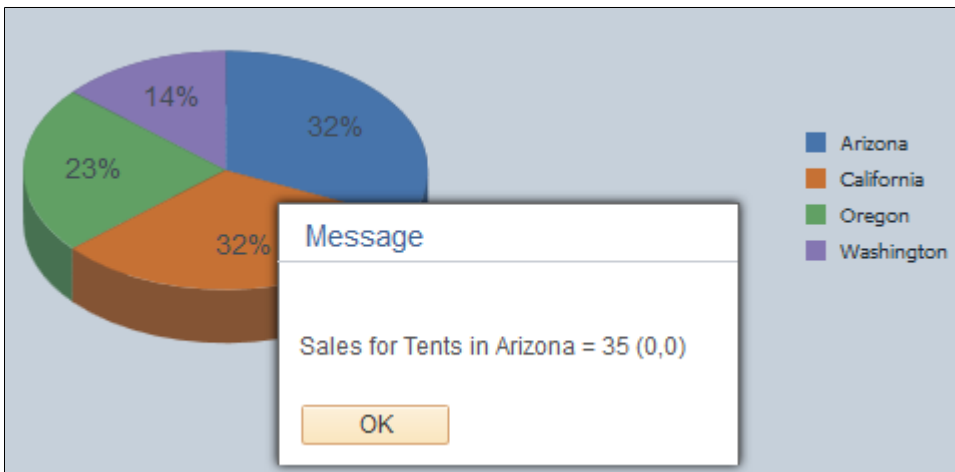 14%
32%
23%
32%
Arizona
California
Oregon
Washington
Message
Sales for Tents in Arizona = 35 (0,0)
OK